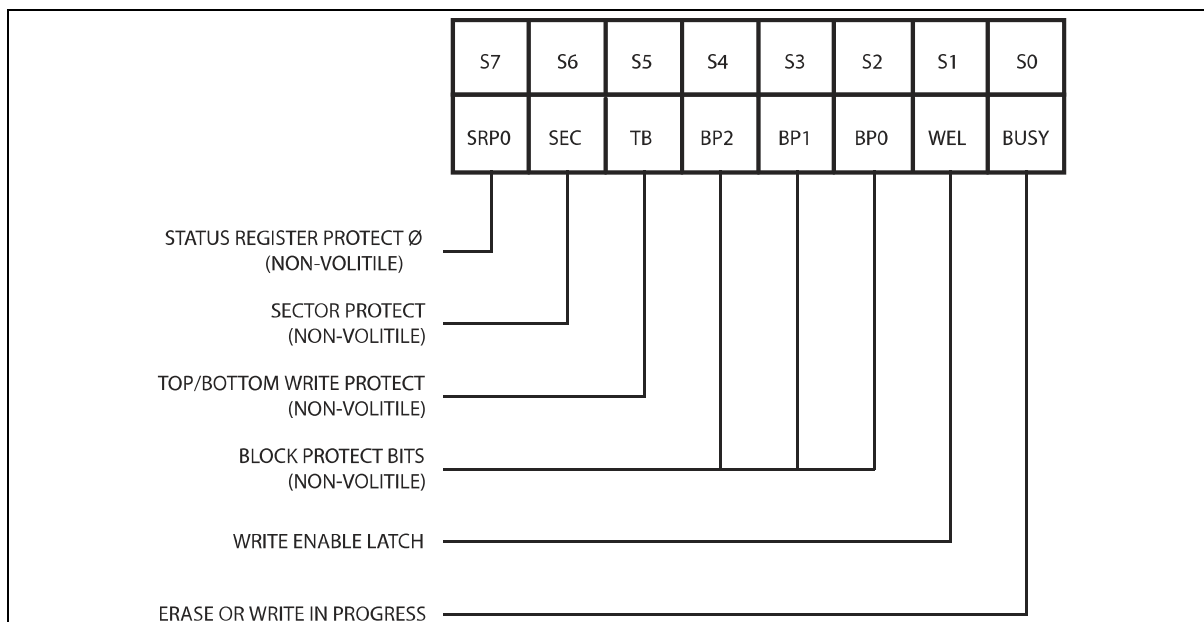 S7 S6 S5 S4 S3 S2 S1 S0
SRP0 SEC TB BP2 BP1 BP0 WEL BUSY
STATUS REGISTER PROTECT Ø
(NON-VOLITILE)
SECTOR PROTECT
(NON-VOLITILE)
TOP/BOTTOM WRITE PROTECT
(NON-VOLITILE)
BLOCK PROTECT BITS
(NON-VOLITILE)
WRITE ENABLE LATCH
ERASE OR WRITE IN PROGRESS